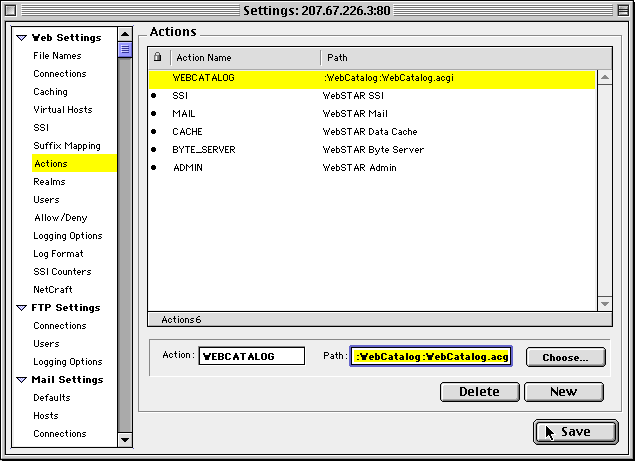 Settings: 207.67.226.3:80
Web Settings
File Names
Connections
Caching
Virtual Hosts
SSI
Suffix Mapping
Actions
Realms
Users
Allow/Deny
Logging Options
Log Format
SSI Counters
NetCraft
FTP Settings
Connections
Users
Logging Options
Mail Settings
Defaults
Hosts
Connections
Actions
Action Name Path
WEBCATALOG :WebCatalog:WebCatalog.acgi
SSI WebSTAR SSI
MAIL WebSTAR Mail
CACHE WebSTAR Data Cache
BYTE_SERVER WebSTAR Byte Server
ADMIN WebSTAR Admin
Actions6
Action: WEBCATALOG Path: :WebCatalog:WebCatalog.acg Choose...
Delete New
Save